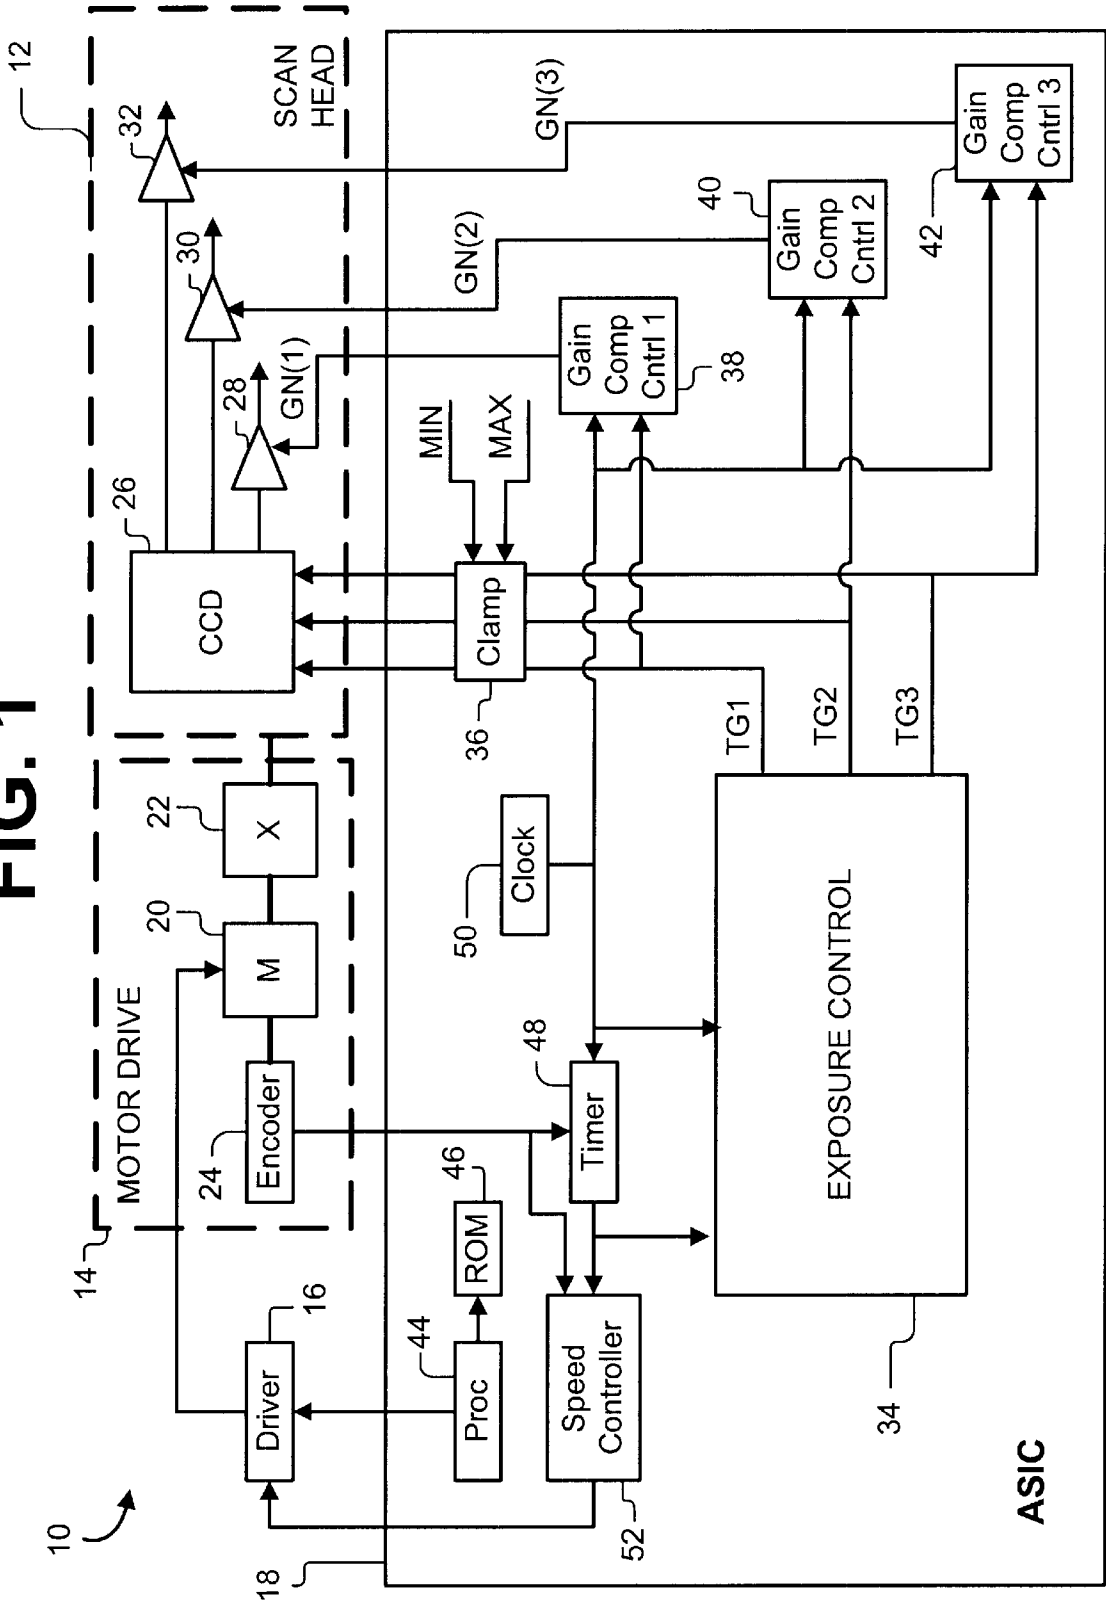 FIG. 1
10
12
14
MOTOR DRIVE
SCAN
HEAD
16
Driver
24
Encoder
20
M
22
X
26
CCD
28
30
32
GN(1)
GN(2)
GN(3)
18
44
Proc
46
ROM
MIN
MAX
36
Clamp
52
Speed
Controller
48
Timer
50
Clock
Gain
Comp
Cntrl 1
38
40
Gain
Comp
Cntrl 2
42
Gain
Comp
Cntrl 3
TG1
TG2
TG3
EXPOSURE CONTROL
34
ASIC